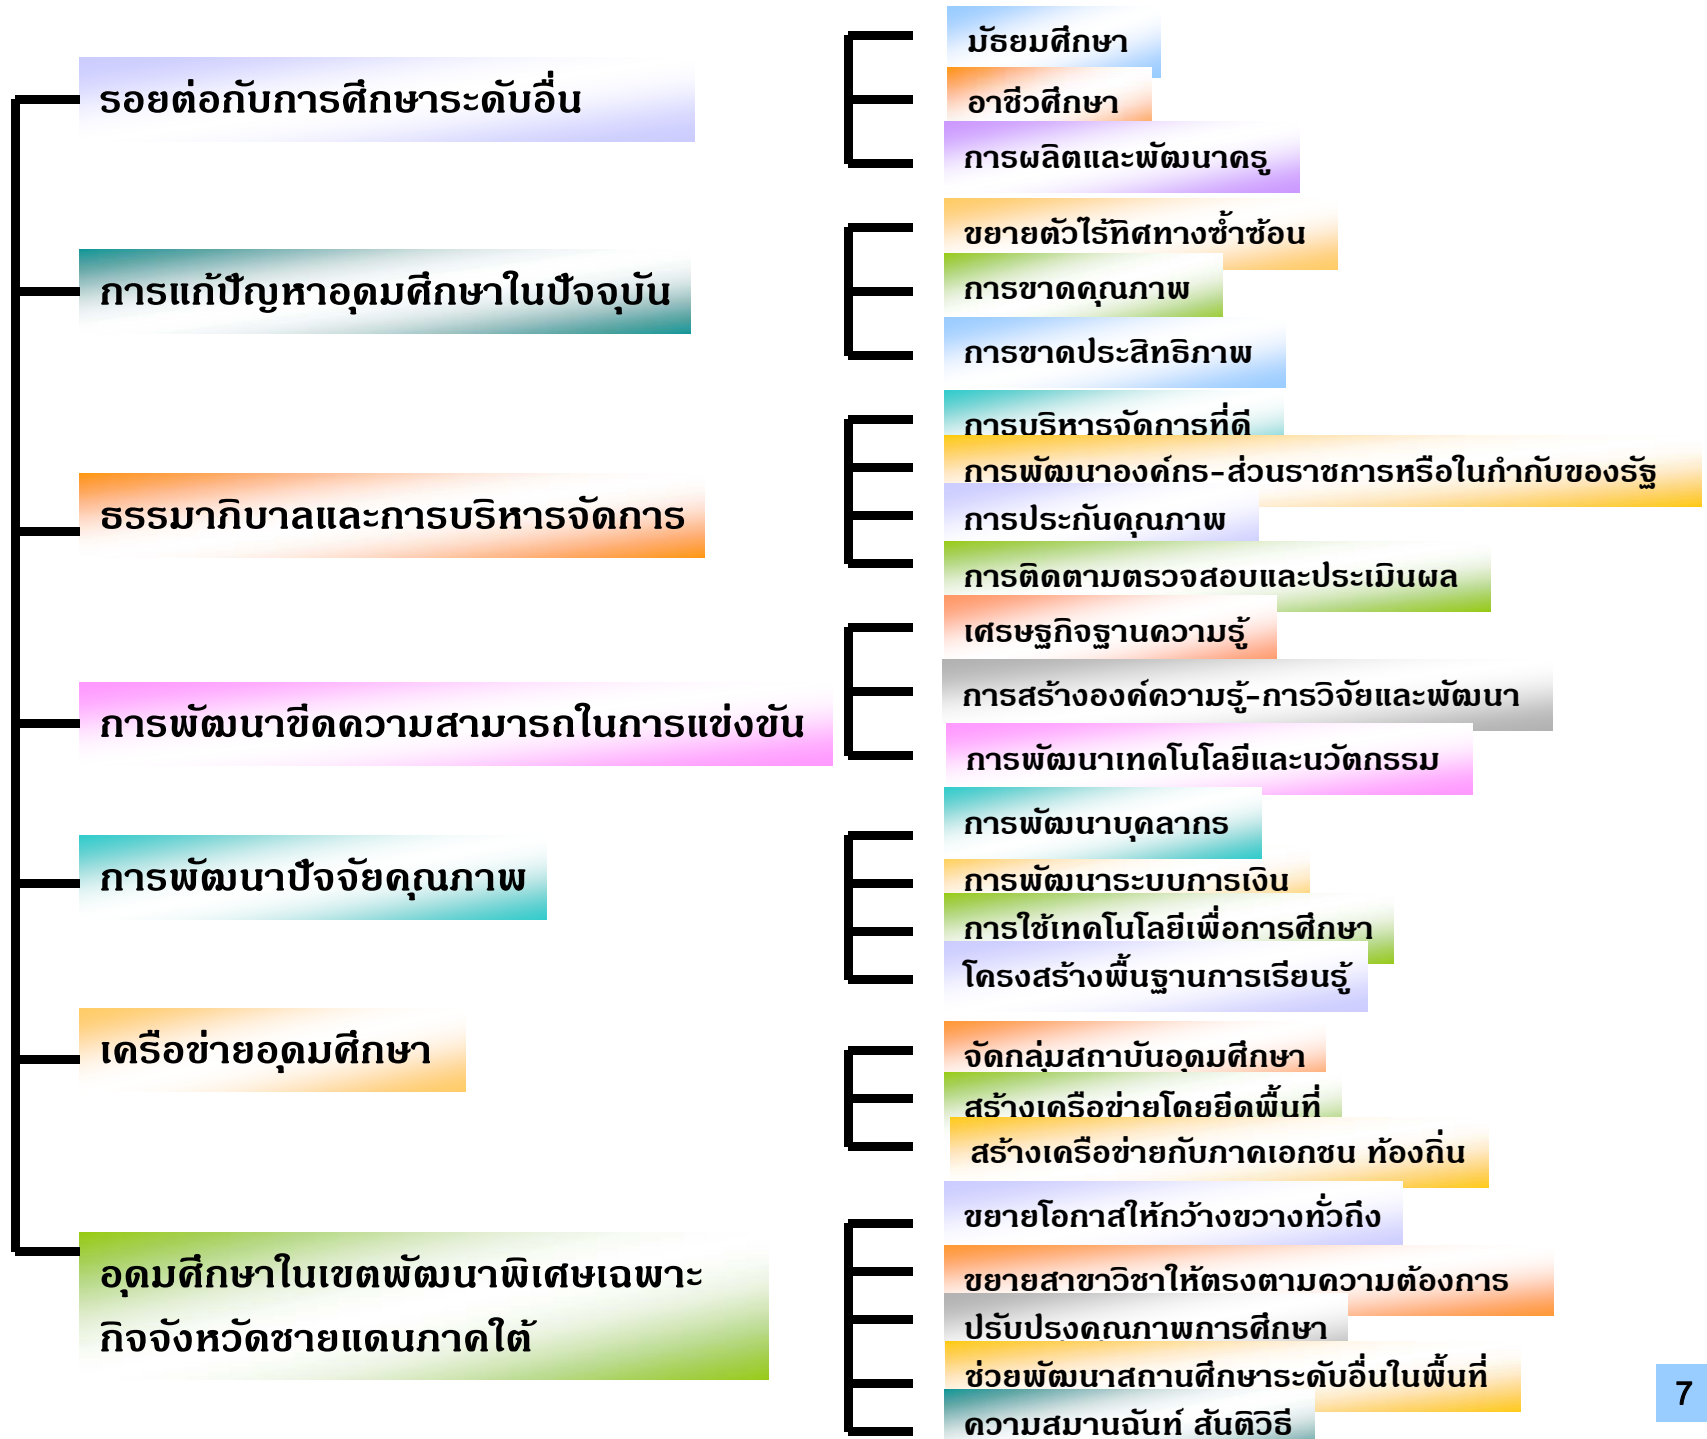 รอยต่อกับการศึกษาระดับอื่น
มัธยมศึกษา
อาชีวศึกษา
การผลิตและพัฒนาครู
การแก้ปัญหาอุดมศึกษาในปัจจุบัน
ขยายตัวไร้ทิศทางซ้ำซ้อน
การขาดคุณภาพ
การขาดประสิทธิภาพ
ธรรมาภิบาลและการบริหารจัดการ
การบริหารจัดการที่ดี
การพัฒนาองค์กร-ส่วนราชการหรือในกำกับของรัฐ
การประกันคุณภาพ
การติดตามตรวจสอบและประเมินผล
การพัฒนาขีดความสามารถในการแข่งขัน
เศรษฐกิจฐานความรู้
การสร้างองค์ความรู้-การวิจัยและพัฒนา
การพัฒนาเทคโนโลยีและนวัตกรรม
การพัฒนาปัจจัยคุณภาพ
การพัฒนาบุคลากร
การพัฒนาระบบการเงิน
การใช้เทคโนโลยีเพื่อการศึกษา
โครงสร้างพื้นฐานการเรียนรู้
เครือข่ายอุดมศึกษา
จัดกลุ่มสถาบันอุดมศึกษา
สร้างเครือข่ายโดยยึดพื้นที่
สร้างเครือข่ายกับภาคเอกชน ท้องถิ่น
อุดมศึกษาในเขตพัฒนาพิเศษเฉพาะ
กิจจังหวัดชายแดนภาคใต้
ขยายโอกาสให้กว้างขวางทั่วถึง
ขยายสาขาวิชาให้ตรงตามความต้องการ
ปรับปรุงคุณภาพการศึกษา
ช่วยพัฒนาสถานศึกษาระดับอื่นในพื้นที่
ความสมานฉันท์ สันติวิธี
7